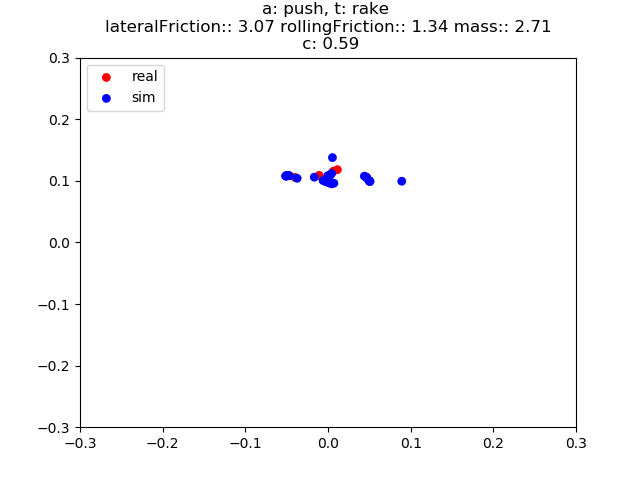 a: push, t: rake
lateralFriction:: 3.07 rollingFriction:: 1.34 mass:: 2.71
c: 0.59
real
sim
0.3
0.2
0.1
0.0
−0.1
−0.2
−0.3
−0.3 −0.2 −0.1 0.0 0.1 0.2 0.3